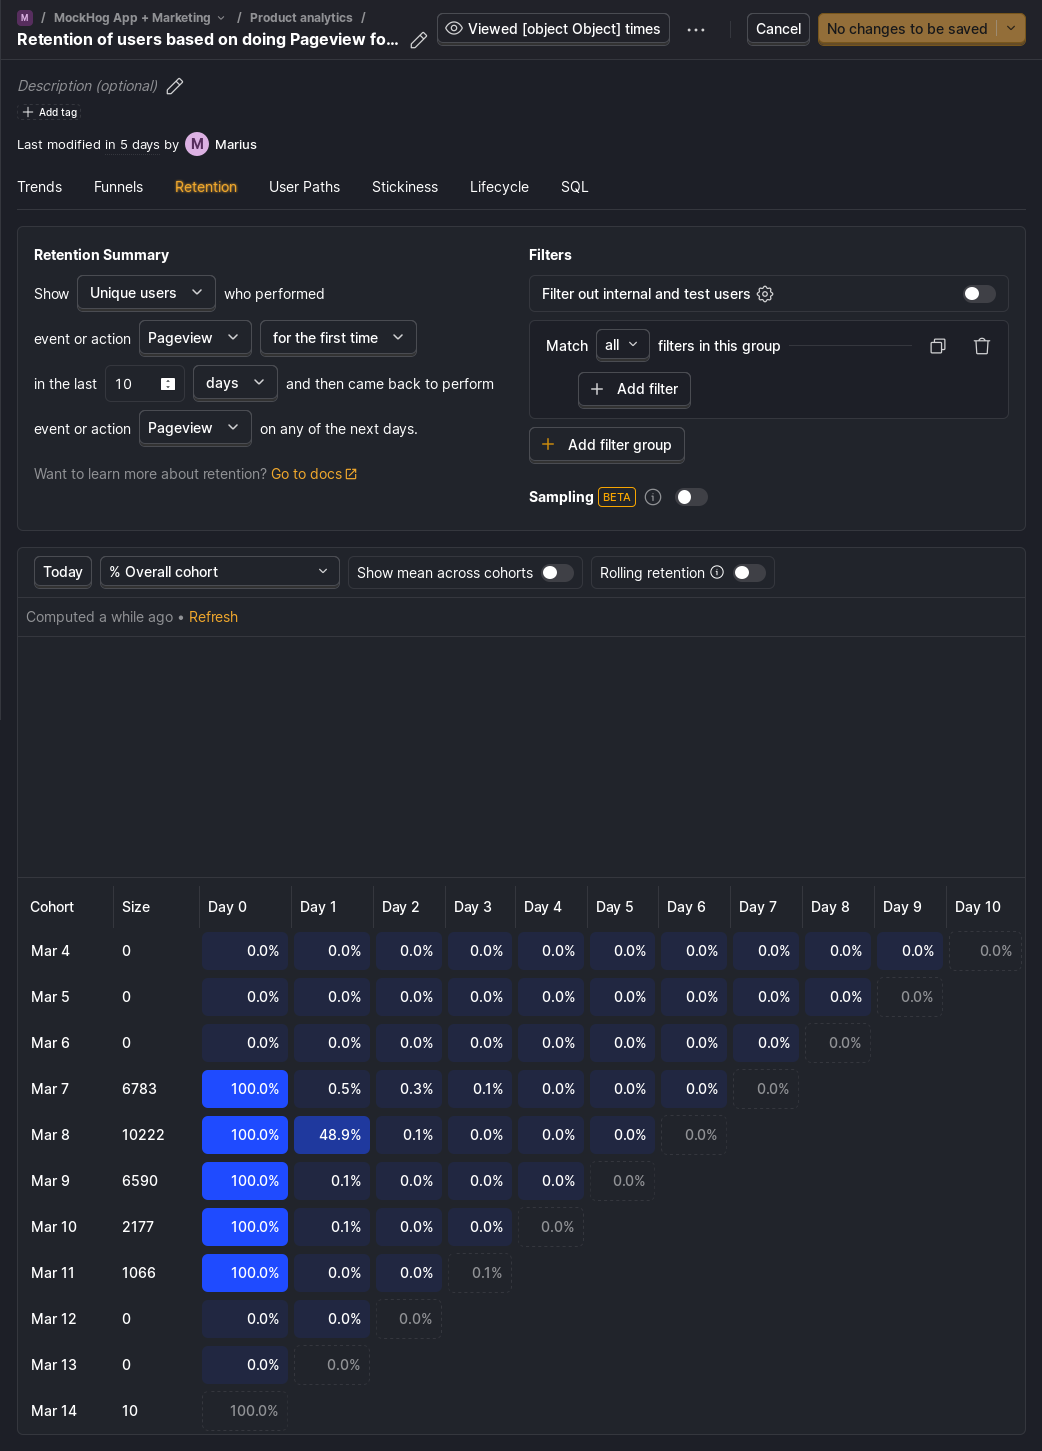 M / MockHog App + Marketing / Product analytics /
Retention of users based on doing Pageview fo...
Viewed [object Object] times
Cancel
No changes to be saved
Description (optional)
Add tag
Last modified in 5 days by M Marius
Trends Funnels Retention User Paths Stickiness Lifecycle SQL
Retention Summary
Show Unique users who performed
event or action Pageview for the first time
in the last 10 days and then came back to perform
event or action Pageview on any of the next days.
Want to learn more about retention? Go to docs
Filters
Filter out internal and test users
Match all filters in this group
Add filter
Add filter group
Sampling BETA
Today % Overall cohort Show mean across cohorts Rolling retention
Computed a while ago • Refresh
Cohort Size Day 0 Day 1 Day 2 Day 3 Day 4 Day 5 Day 6 Day 7 Day 8 Day 9 Day 10
Mar 4 0 0.0% 0.0% 0.0% 0.0% 0.0% 0.0% 0.0% 0.0% 0.0% 0.0% 0.0%
Mar 5 0 0.0% 0.0% 0.0% 0.0% 0.0% 0.0% 0.0% 0.0% 0.0% 0.0%
Mar 6 0 0.0% 0.0% 0.0% 0.0% 0.0% 0.0% 0.0% 0.0% 0.0%
Mar 7 6783 100.0% 0.5% 0.3% 0.1% 0.0% 0.0% 0.0% 0.0%
Mar 8 10222 100.0% 48.9% 0.1% 0.0% 0.0% 0.0% 0.0%
Mar 9 6590 100.0% 0.1% 0.0% 0.0% 0.0% 0.0%
Mar 10 2177 100.0% 0.1% 0.0% 0.0% 0.0%
Mar 11 1066 100.0% 0.0% 0.0% 0.1%
Mar 12 0 0.0% 0.0% 0.0%
Mar 13 0 0.0% 0.0%
Mar 14 10 100.0%